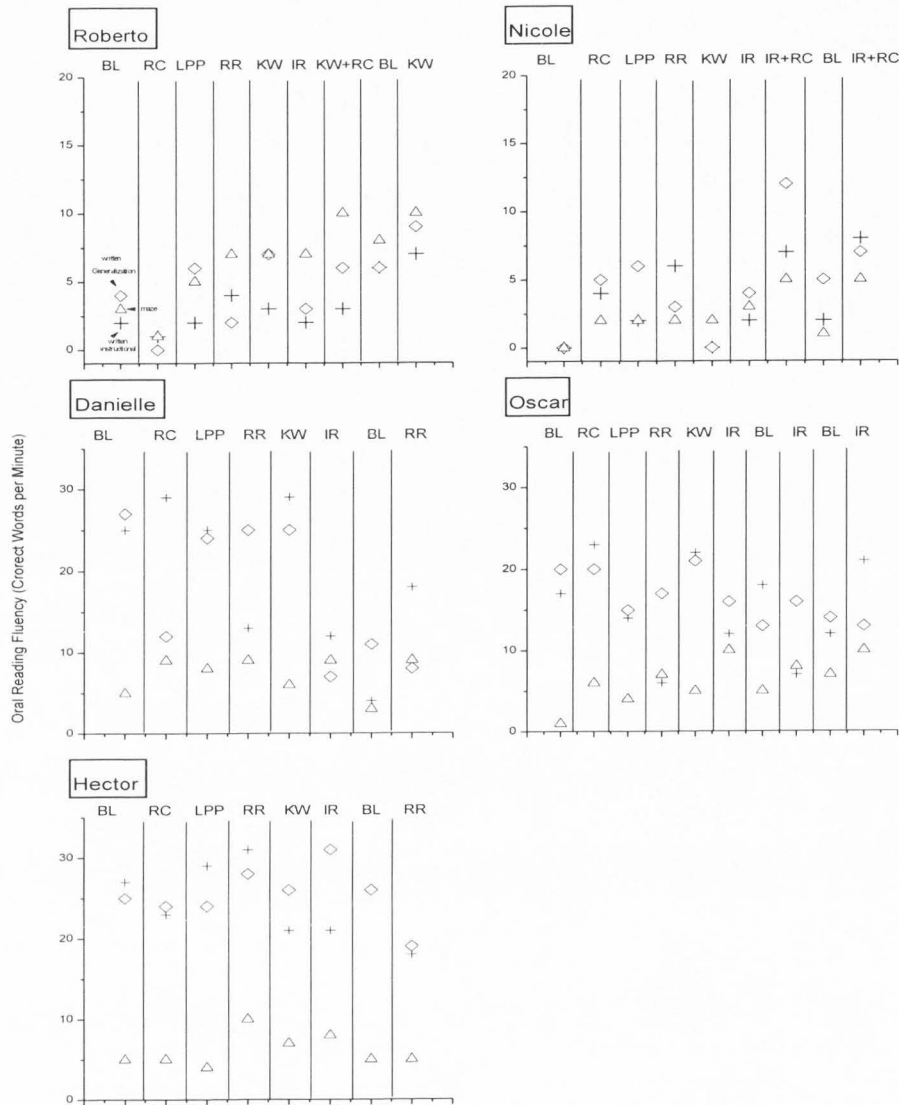 Roberto
BL RC LPP RR KW IR KW+RC BL KW
20
15
10
5
0
written
Generalization
maze
written
instructional
Nicole
BL RC LPP RR KW IR IR+RC BL IR+RC
20
15
10
5
0
Oral Reading Fluency (Crorect Words per Minute)
Danielle
BL RC LPP RR KW IR BL RR
30
20
10
0
Oscar
BL RC LPP RR KW IR BL IR BL IR
30
20
10
0
Hector
BL RC LPP RR KW IR BL RR
30
20
10
0